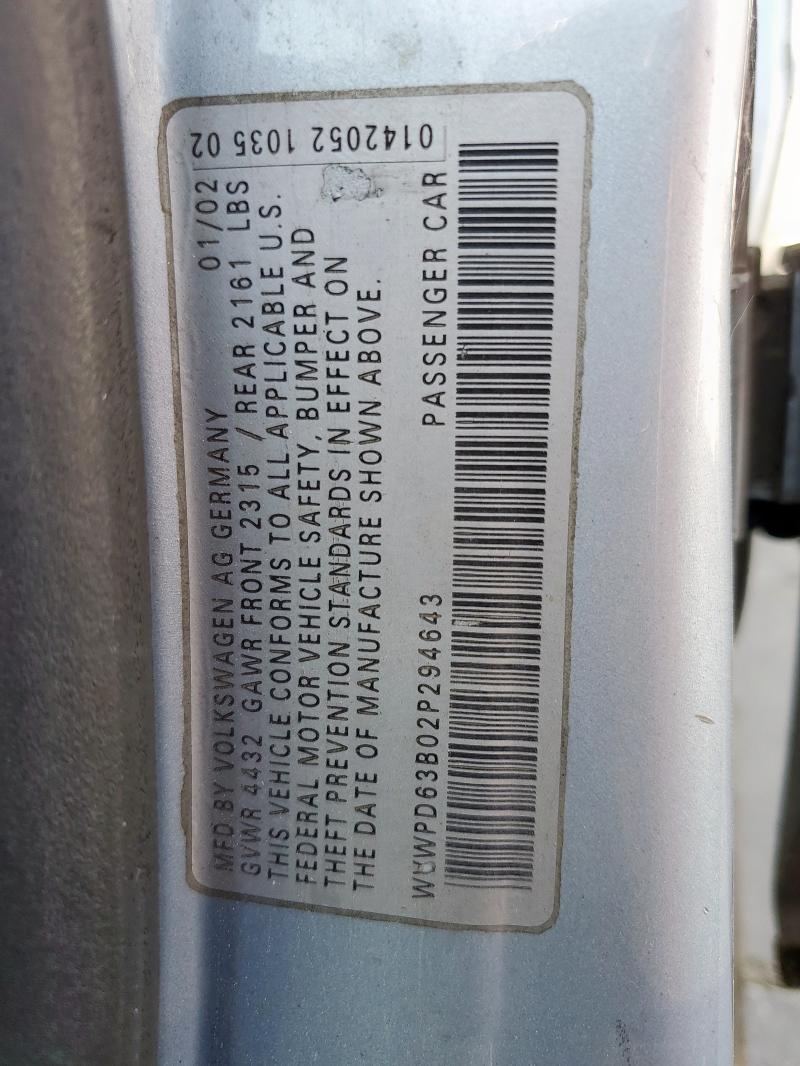 0142052 1035 02
MFD BY VOLKSWAGEN AG GERMANY 01/02
GVWR 4432 GAWR FRONT 2315 / REAR 2161 LBS
THIS VEHICLE CONFORMS TO ALL APPLICABLE U.S.
FEDERAL MOTOR VEHICLE SAFETY, BUMPER AND
THEFT PREVENTION STANDARDS IN EFFECT ON
THE DATE OF MANUFACTURE SHOWN ABOVE.
WVWPD63B02P294643 PASSENGER CAR